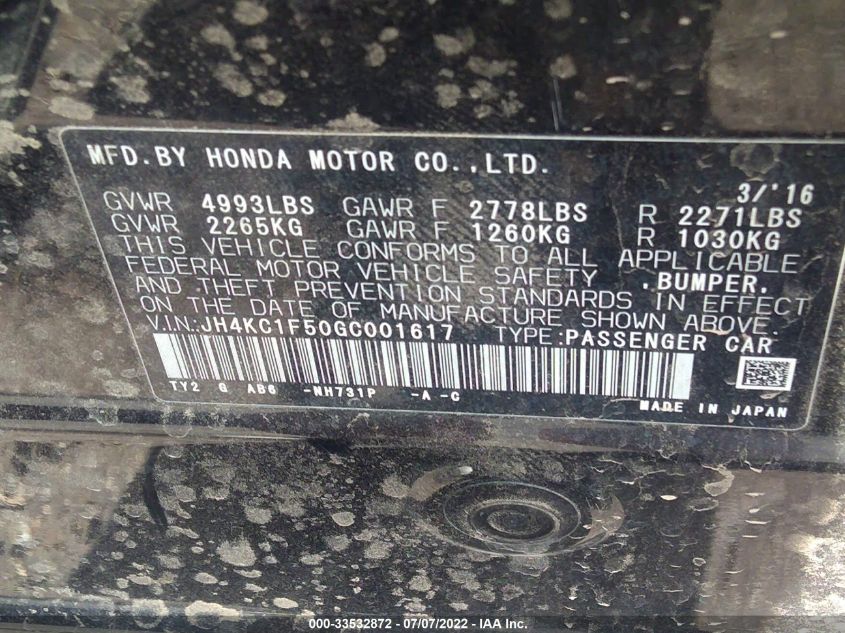 MFD.BY HONDA MOTOR CO.,LTD.
3/'16
GVWR 4993LBS GAWR F 2778LBS R 2271LBS
GVWR 2265KG GAWR F 1260KG R 1030KG
THIS VEHICLE CONFORMS TO ALL APPLICABLE
FEDERAL MOTOR VEHICLE SAFETY ,BUMPER,
AND THEFT PREVENTION STANDARDS IN EFFECT
ON THE DATE OF MANUFACTURE SHOWN ABOVE.
V.IN:JH4KC1F50GC001617 TYPE:PASSENGER CAR
TY2 G AB6 -NH731P -A -C
MADE IN JAPAN
000-33532872 - 07/07/2022 - IAA Inc.